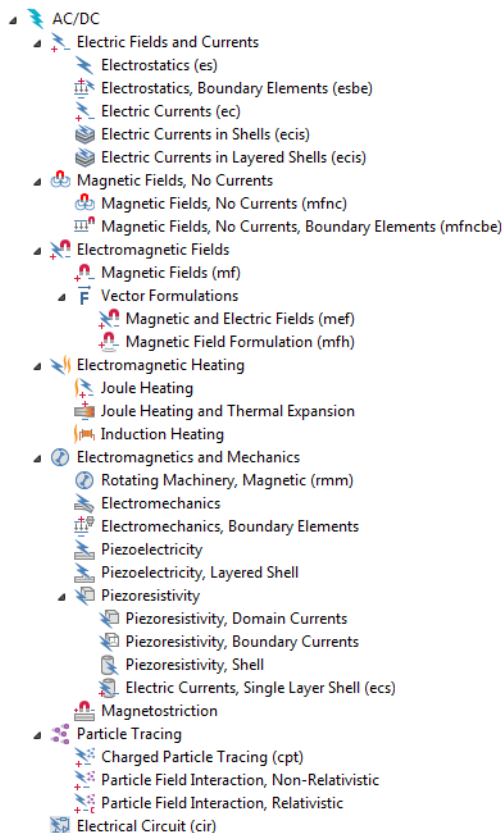 AC/DC
Electric Fields and Currents
Electrostatics (es)
Electrostatics, Boundary Elements (esbe)
Electric Currents (ec)
Electric Currents in Shells (ecis)
Electric Currents in Layered Shells (ecis)
Magnetic Fields, No Currents
Magnetic Fields, No Currents (mfnc)
Magnetic Fields, No Currents, Boundary Elements (mfncbe)
Electromagnetic Fields
Magnetic Fields (mf)
Vector Formulations
Magnetic and Electric Fields (mef)
Magnetic Field Formulation (mfh)
Electromagnetic Heating
Joule Heating
Joule Heating and Thermal Expansion
Induction Heating
Electromagnetics and Mechanics
Rotating Machinery, Magnetic (rmm)
Electromechanics
Electromechanics, Boundary Elements
Piezoelectricity
Piezoelectricity, Layered Shell
Piezoresistivity
Piezoresistivity, Domain Currents
Piezoresistivity, Boundary Currents
Piezoresistivity, Shell
Electric Currents, Single Layer Shell (ecs)
Magnetostriction
Particle Tracing
Charged Particle Tracing (cpt)
Particle Field Interaction, Non-Relativistic
Particle Field Interaction, Relativistic
Electrical Circuit (cir)